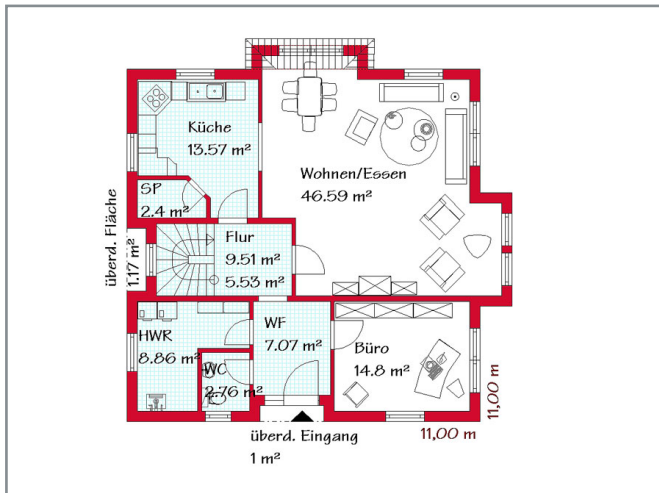 Küche
13.57 m²
Wohnen/Essen
46.59 m²
SP
2.4 m²
überd. Fläche
1.17 m²
Flur
9.51 m²
5.53 m²
HWR
8.86 m²
WF
7.07 m²
WC
2.76 m²
Büro
14.8 m²
11,00 m
11,00 m
überd. Eingang
1 m²